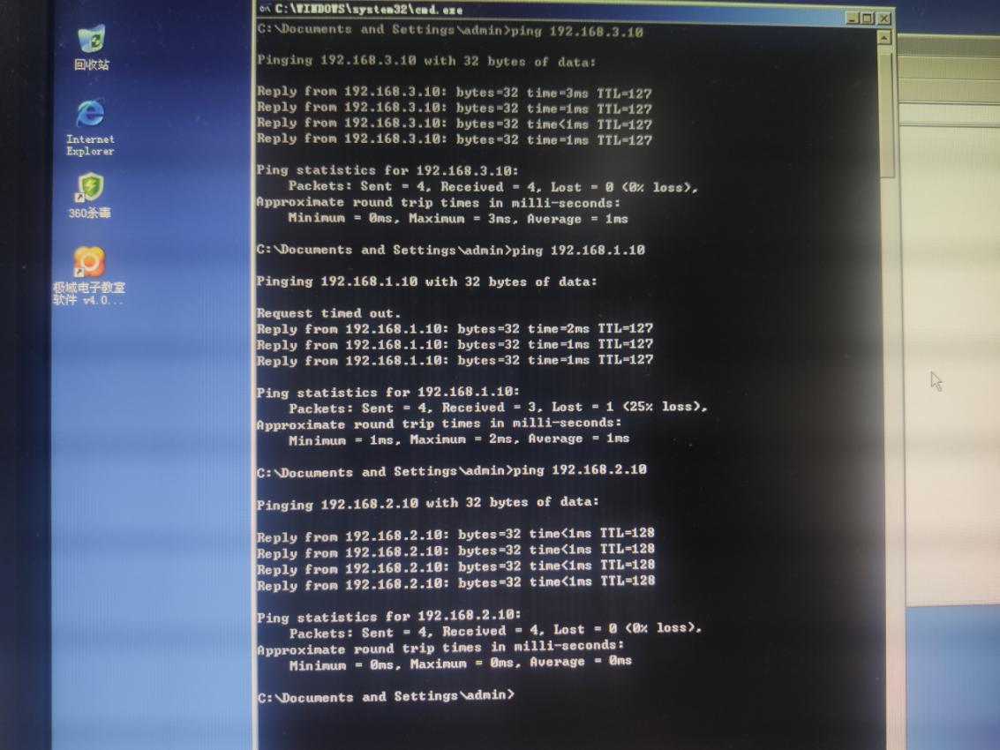 C:\WINDOWS\system32\cmd.exe
回收站
Internet
Explorer
360杀毒
极域电子教室
软件 v4.0...
C:\Documents and Settings\admin>ping 192.168.3.10
Pinging 192.168.3.10 with 32 bytes of data:
Reply from 192.168.3.10: bytes=32 time=3ms TTL=127
Reply from 192.168.3.10: bytes=32 time=1ms TTL=127
Reply from 192.168.3.10: bytes=32 time<1ms TTL=127
Reply from 192.168.3.10: bytes=32 time=1ms TTL=127
Ping statistics for 192.168.3.10:
Packets: Sent = 4, Received = 4, Lost = 0 (0% loss),
Approximate round trip times in milli-seconds:
Minimum = 0ms, Maximum = 3ms, Average = 1ms
C:\Documents and Settings\admin>ping 192.168.1.10
Pinging 192.168.1.10 with 32 bytes of data:
Request timed out.
Reply from 192.168.1.10: bytes=32 time=2ms TTL=127
Reply from 192.168.1.10: bytes=32 time=1ms TTL=127
Reply from 192.168.1.10: bytes=32 time=1ms TTL=127
Ping statistics for 192.168.1.10:
Packets: Sent = 4, Received = 3, Lost = 1 (25% loss),
Approximate round trip times in milli-seconds:
Minimum = 1ms, Maximum = 2ms, Average = 1ms
C:\Documents and Settings\admin>ping 192.168.2.10
Pinging 192.168.2.10 with 32 bytes of data:
Reply from 192.168.2.10: bytes=32 time<1ms TTL=128
Reply from 192.168.2.10: bytes=32 time<1ms TTL=128
Reply from 192.168.2.10: bytes=32 time<1ms TTL=128
Reply from 192.168.2.10: bytes=32 time<1ms TTL=128
Ping statistics for 192.168.2.10:
Packets: Sent = 4, Received = 4, Lost = 0 (0% loss),
Approximate round trip times in milli-seconds:
Minimum = 0ms, Maximum = 0ms, Average = 0ms
C:\Documents and Settings\admin>